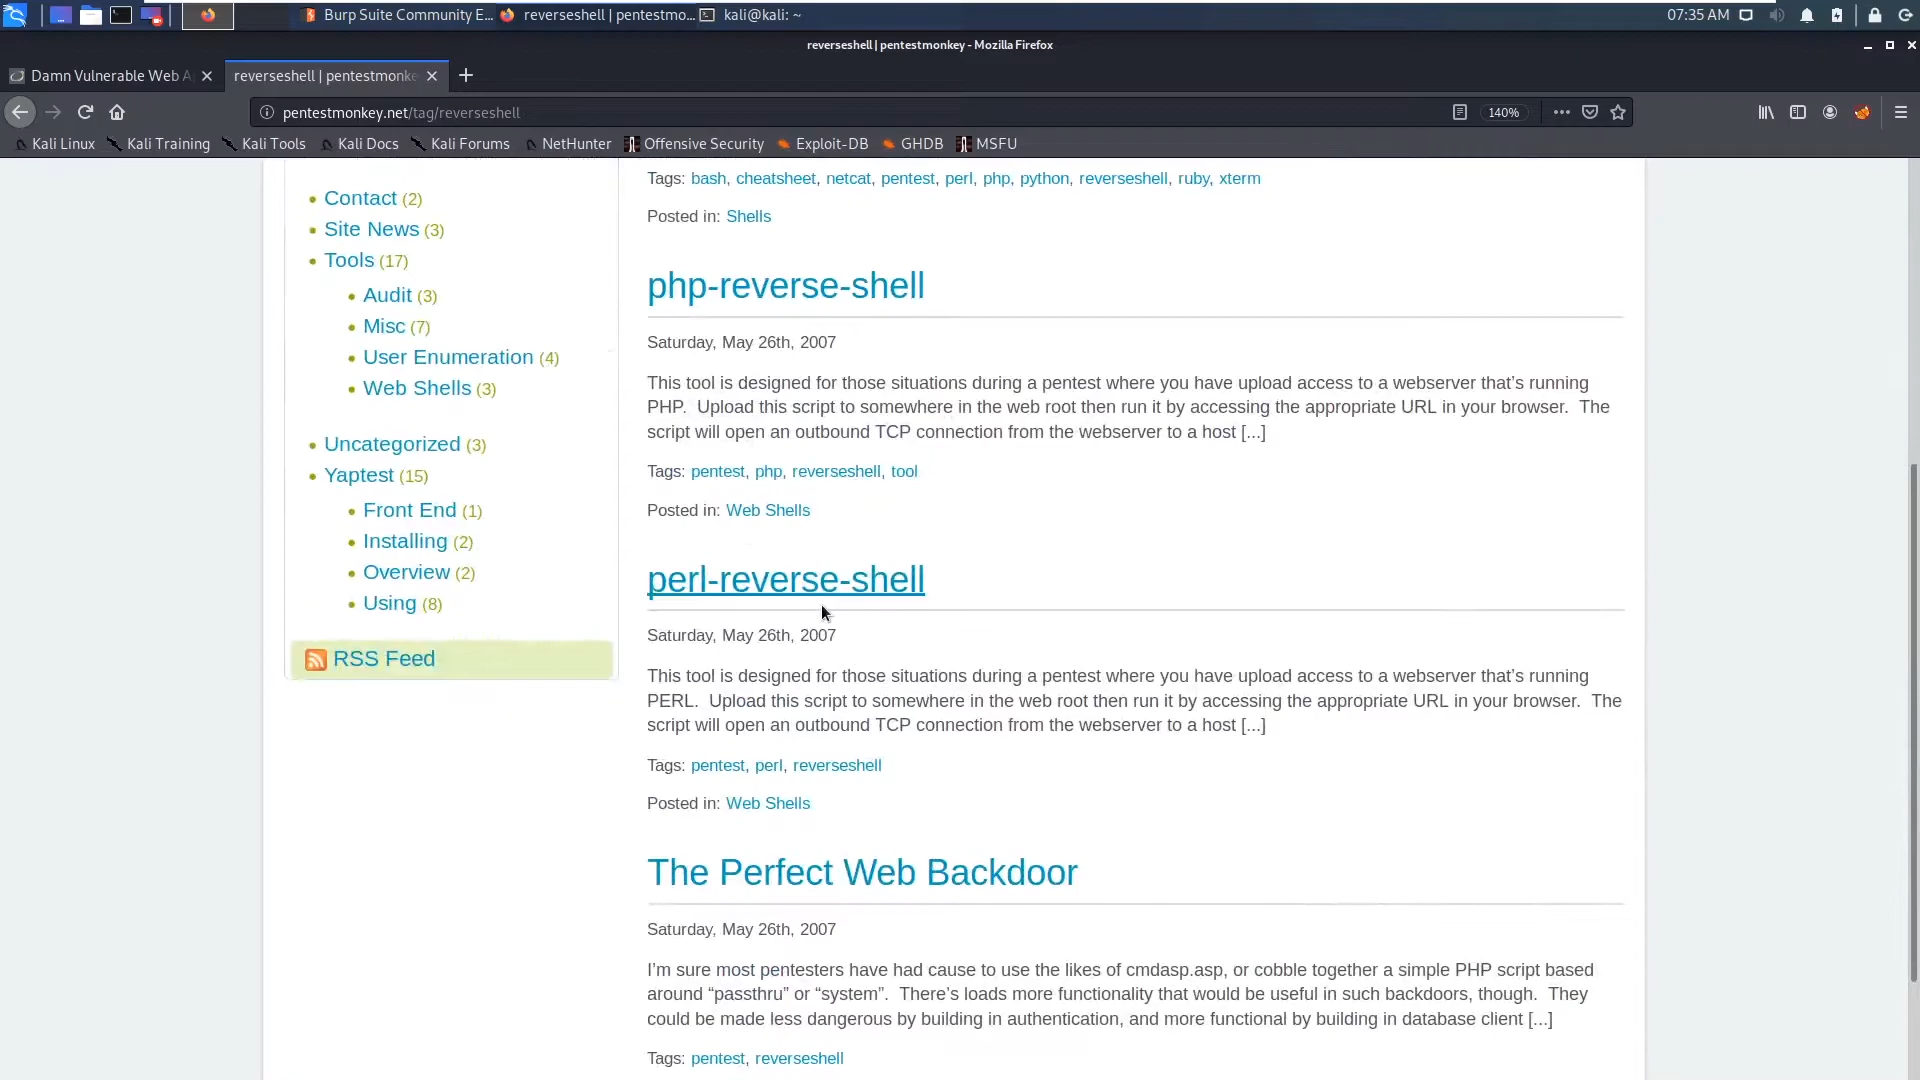 Burp Suite Community E... reverseshell | pentestmo... kali@kali: ~ 07:35 AM
reverseshell | pentestmonkey - Mozilla Firefox
Damn Vulnerable Web A reverseshell | pentestmonke
pentestmonkey.net/tag/reverseshell 140%
Kali Linux Kali Training Kali Tools Kali Docs Kali Forums NetHunter Offensive Security Exploit-DB GHDB MSFU
Contact (2)
Site News (3)
Tools (17)
Audit (3)
Misc (7)
User Enumeration (4)
Web Shells (3)
Uncategorized (3)
Yaptest (15)
Front End (1)
Installing (2)
Overview (2)
Using (8)
RSS Feed
Tags: bash, cheatsheet, netcat, pentest, perl, php, python, reverseshell, ruby, xterm
Posted in: Shells
php-reverse-shell
Saturday, May 26th, 2007
This tool is designed for those situations during a pentest where you have upload access to a webserver that’s running
PHP. Upload this script to somewhere in the web root then run it by accessing the appropriate URL in your browser. The
script will open an outbound TCP connection from the webserver to a host [...]
Tags: pentest, php, reverseshell, tool
Posted in: Web Shells
perl-reverse-shell
Saturday, May 26th, 2007
This tool is designed for those situations during a pentest where you have upload access to a webserver that’s running
PERL. Upload this script to somewhere in the web root then run it by accessing the appropriate URL in your browser. The
script will open an outbound TCP connection from the webserver to a host [...]
Tags: pentest, perl, reverseshell
Posted in: Web Shells
The Perfect Web Backdoor
Saturday, May 26th, 2007
I’m sure most pentesters have had cause to use the likes of cmdasp.asp, or cobble together a simple PHP script based
around “passthru” or “system”. There’s loads more functionality that would be useful in such backdoors, though. They
could be made less dangerous by building in authentication, and more functional by building in database client [...]
Tags: pentest, reverseshell